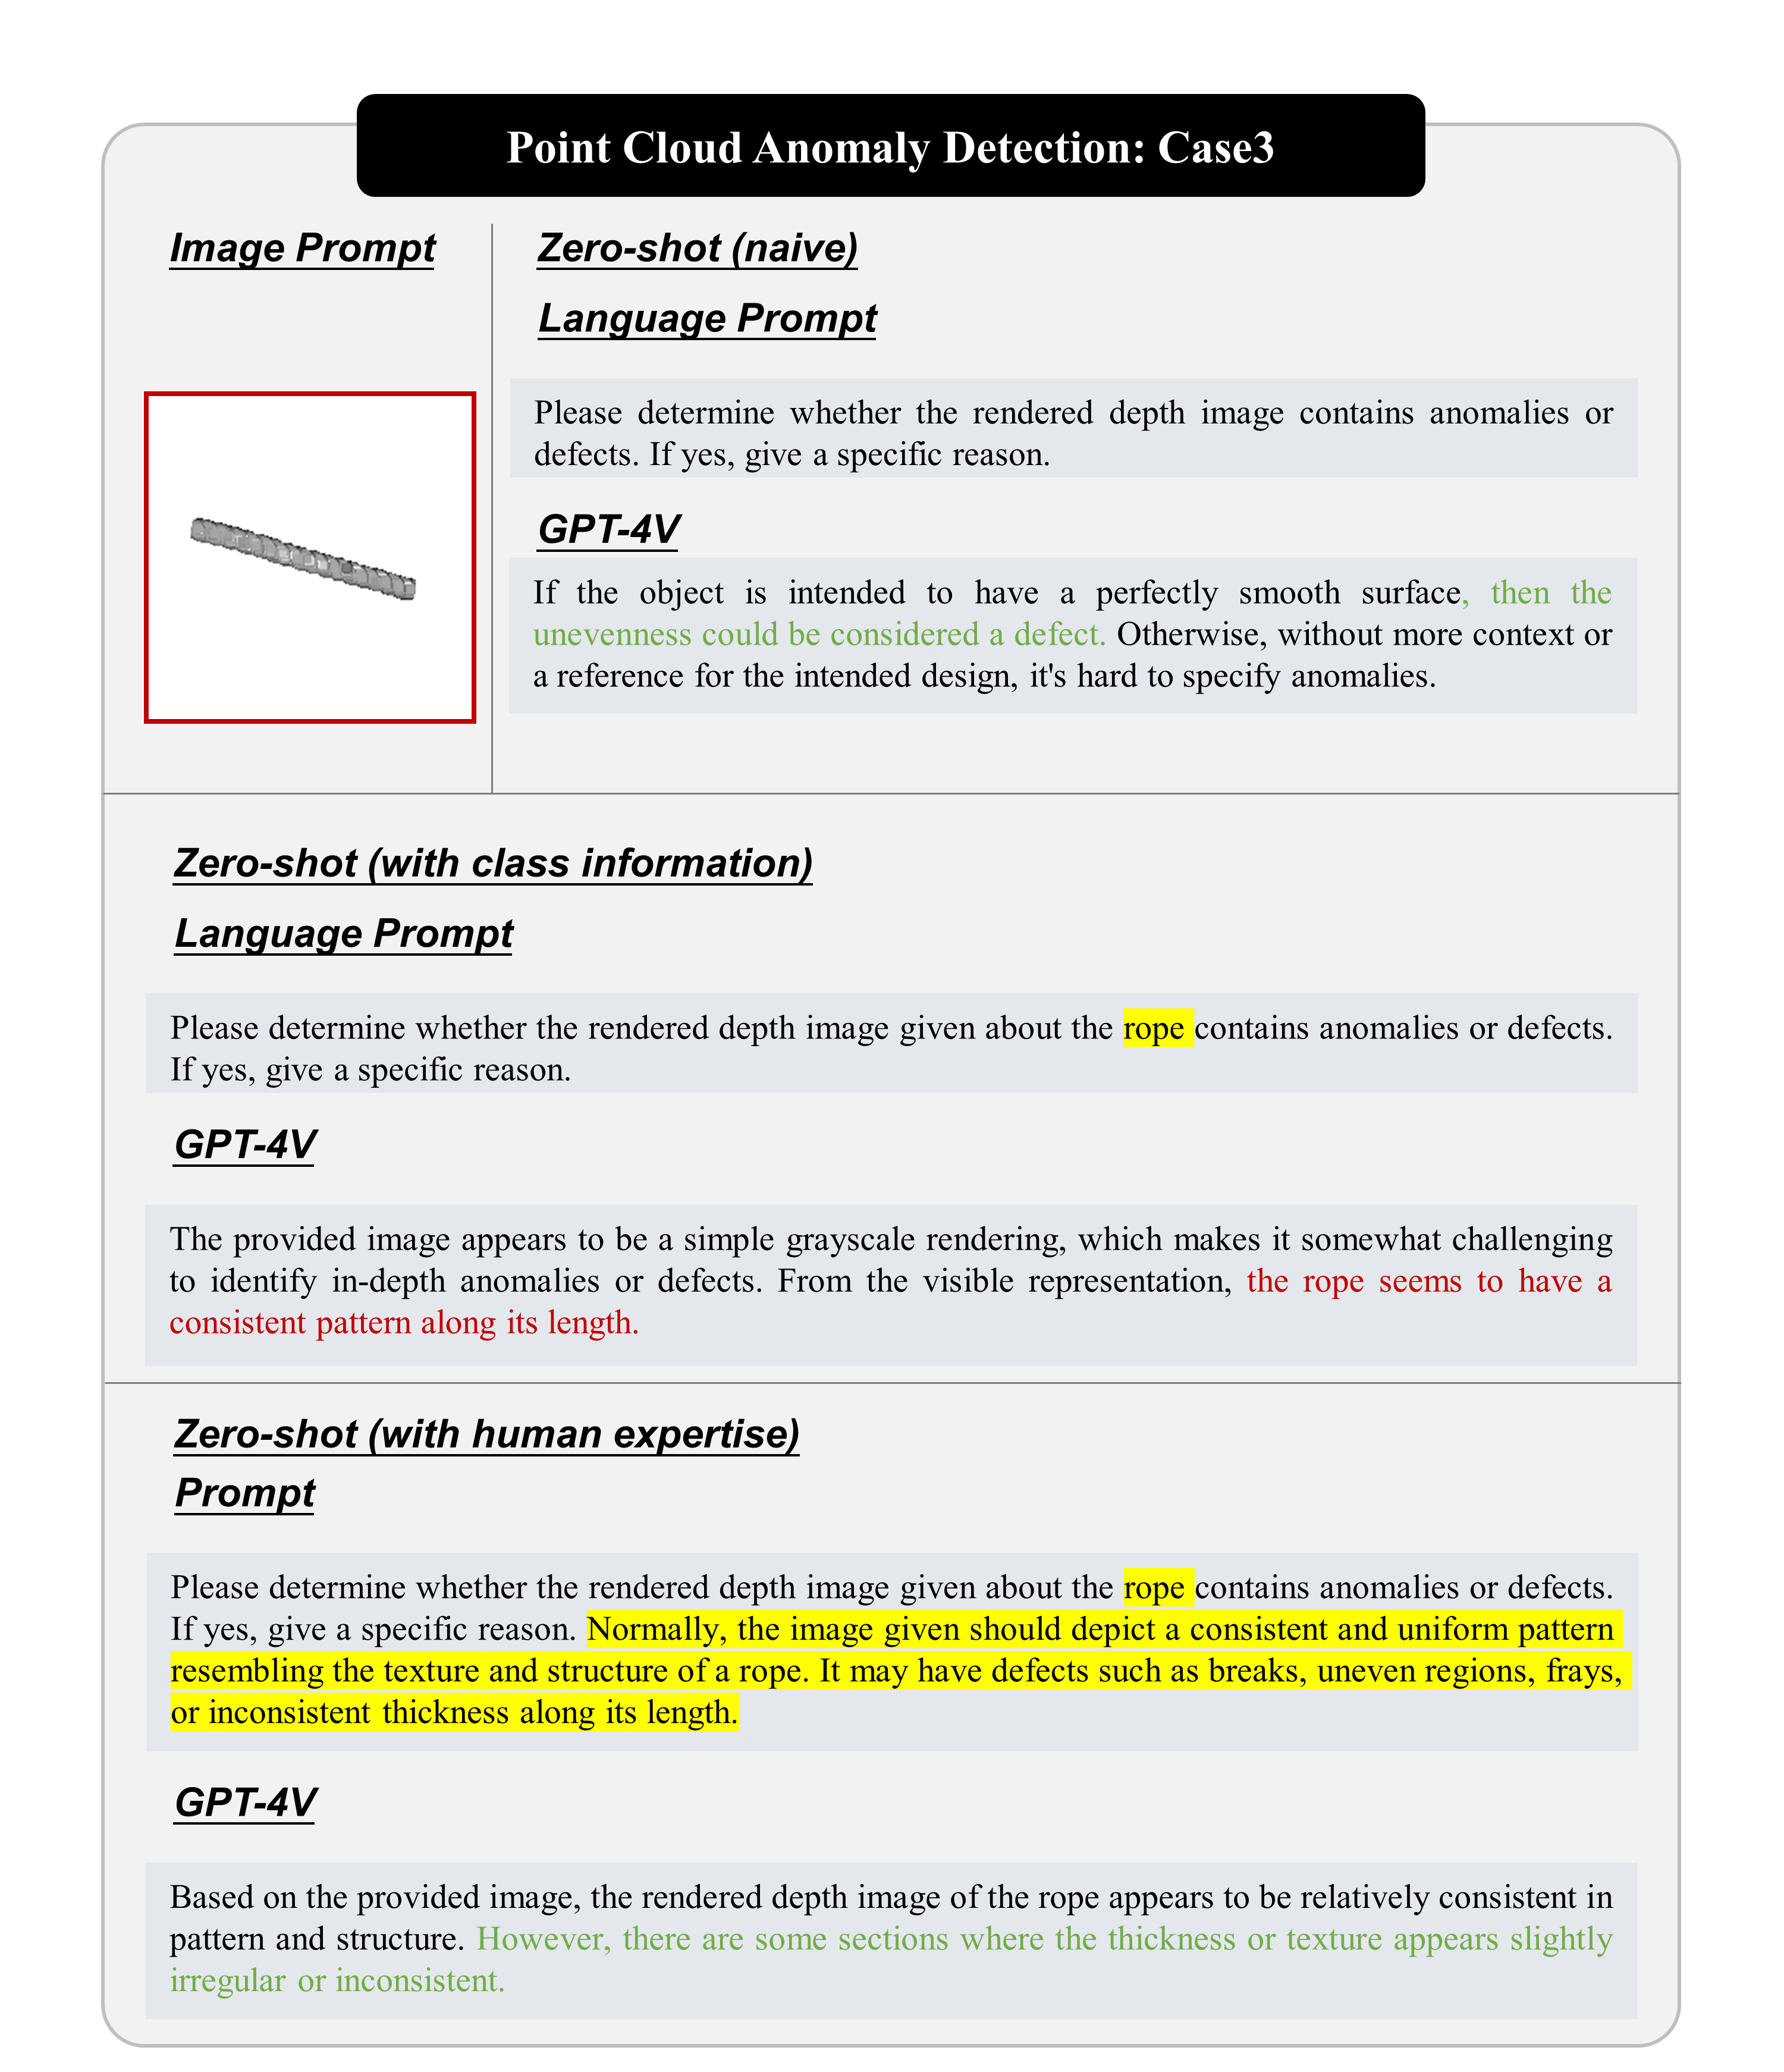 Point Cloud Anomaly Detection: Case3
Image Prompt
Zero-shot (naive)
Language Prompt
Please determine whether the rendered depth image contains anomalies or
defects. If yes, give a specific reason.
GPT-4V
If the object is intended to have a perfectly smooth surface, then the
unevenness could be considered a defect. Otherwise, without more context or
a reference for the intended design, it's hard to specify anomalies.
Zero-shot (with class information)
Language Prompt
Please determine whether the rendered depth image given about the rope contains anomalies or defects.
If yes, give a specific reason.
GPT-4V
The provided image appears to be a simple grayscale rendering, which makes it somewhat challenging
to identify in-depth anomalies or defects. From the visible representation, the rope seems to have a
consistent pattern along its length.
Zero-shot (with human expertise)
Prompt
Please determine whether the rendered depth image given about the rope contains anomalies or defects.
If yes, give a specific reason. Normally, the image given should depict a consistent and uniform pattern
resembling the texture and structure of a rope. It may have defects such as breaks, uneven regions, frays,
or inconsistent thickness along its length.
GPT-4V
Based on the provided image, the rendered depth image of the rope appears to be relatively consistent in
pattern and structure. However, there are some sections where the thickness or texture appears slightly
irregular or inconsistent.